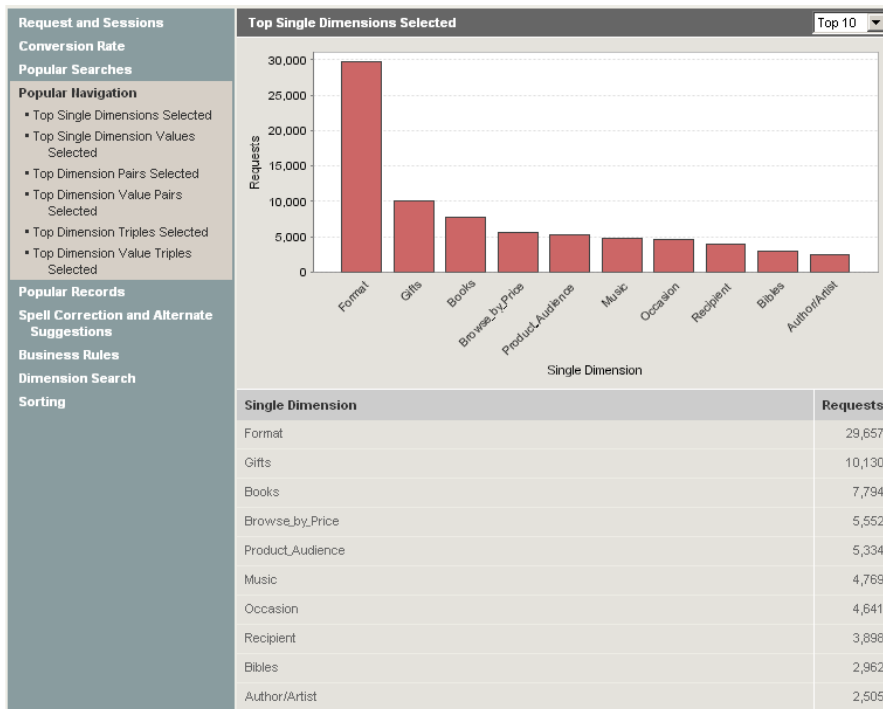 Request and Sessions
Conversion Rate
Popular Searches
Popular Navigation
▪ Top Single Dimensions Selected
▪ Top Single Dimension Values
Selected
▪ Top Dimension Pairs Selected
▪ Top Dimension Value Pairs
Selected
▪ Top Dimension Triples Selected
▪ Top Dimension Value Triples
Selected
Popular Records
Spell Correction and Alternate
Suggestions
Business Rules
Dimension Search
Sorting
Top Single Dimensions Selected
Top 10
Requests
30,000
25,000
20,000
15,000
10,000
5,000
0
Format
Gifts
Books
Browse_by_Price
Product_Audience
Music
Occasion
Recipient
Bibles
Author/Artist
Single Dimension
Single Dimension Requests
Format 29,657
Gifts 10,130
Books 7,794
Browse_by_Price 5,552
Product_Audience 5,334
Music 4,769
Occasion 4,641
Recipient 3,898
Bibles 2,962
Author/Artist 2,505